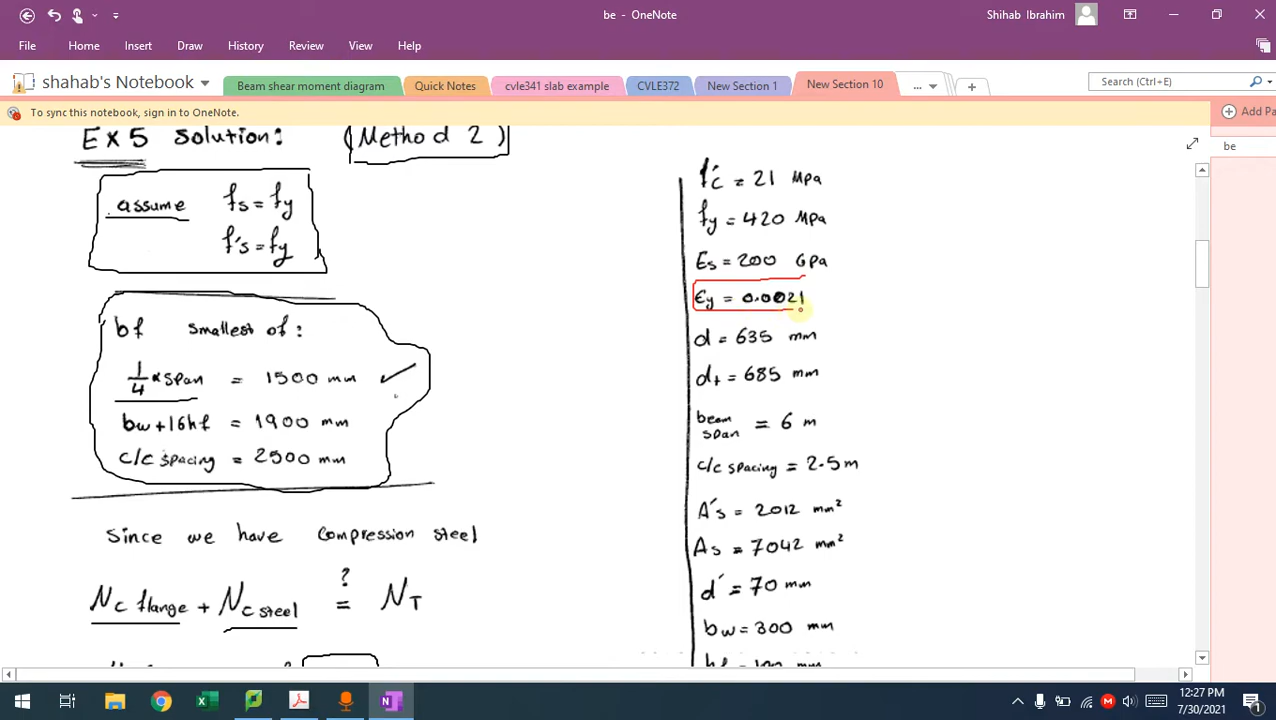 be - OneNote
Shihab Ibrahim
File Home Insert Draw History Review View Help
shahab's Notebook
Beam shear moment diagram
Quick Notes
cvle341 slab example
CVLE372
New Section 1
New Section 10
...
Search (Ctrl+E)
To sync this notebook, sign in to OneNote.
Add Pa
be
Ex 5 Solution: (Method 2)
assume fs = fy
f's = fy
bf smallest of:
1/4 * span = 1500 mm ✓
bw + 16hf = 1900 mm
c/c spacing = 2500 mm
Since we have compression steel
Nc flange + Nc steel ?= NT
f'c = 21 MPa
fy = 420 MPa
Es = 200 GPa
Ey = 0.0021
d = 635 mm
dt = 685 mm
beam span = 6 m
c/c spacing = 2.5 m
A's = 2012 mm²
As = 7042 mm²
d' = 70 mm
bw = 300 mm
12:27 PM
7/30/2021
1